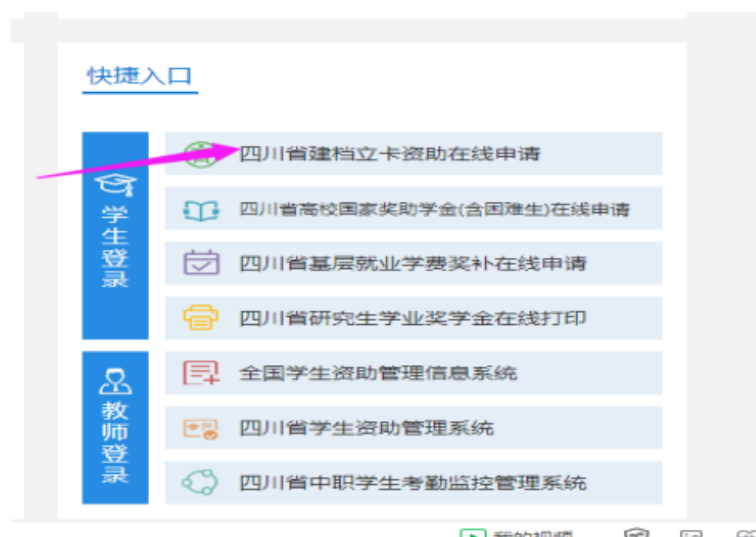 快捷入口
学生登录
四川省建档立卡资助在线申请
四川省高校国家奖助学金(含困难生)在线申请
四川省基层就业学费奖补在线申请
四川省研究生学业奖学金在线打印
教师登录
全国学生资助管理信息系统
四川省学生资助管理系统
四川省中职学生考勤监控管理系统
我的视频